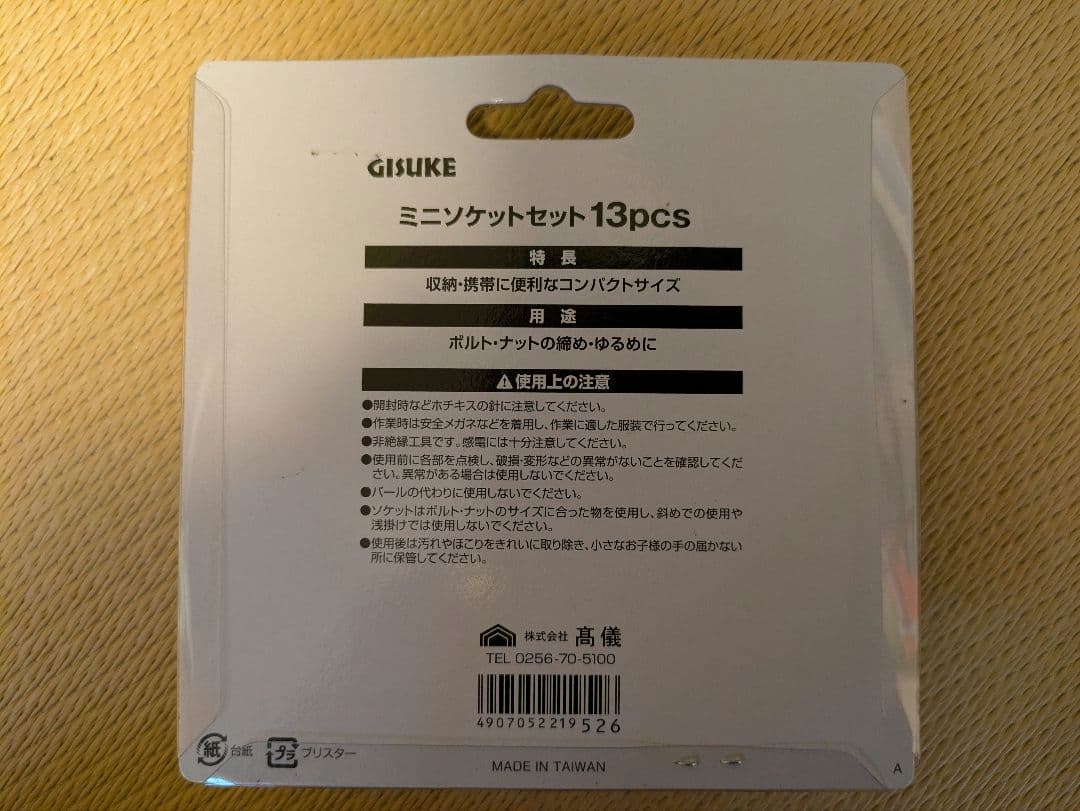 GISUKE
ミニソケットセット13pcs
特長
収納・携帯に便利なコンパクトサイズ
用途
ボルト・ナットの締め・ゆるめに
⚠使用上の注意
●開封時などホチキスの針に注意してください。
●作業時は安全メガネなどを着用し、作業に適した服装で行ってください。
●非絶縁工具です。感電には十分注意してください。
●使用前に各部を点検し、破損・変形などの異常がないことを確認してくだ
さい。異常がある場合は使用しないでください。
●バールの代わりに使用しないでください。
●ソケットはボルト・ナットのサイズに合った物を使用し、斜めでの使用や
浅掛けでは使用しないでください。
●使用後は汚れやほこりをきれいに取り除き、小さなお子様の手の届かない
所に保管してください。
株式会社 髙儀
TEL 0256-70-5100
4907052219526
紙 台紙 プラ ブリスター
MADE IN TAIWAN
A